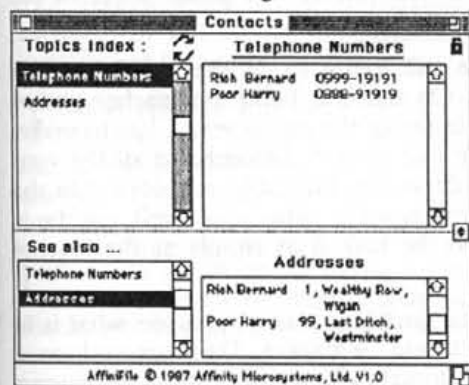 Contacts
Topics Index :
Telephone Numbers
Addresses
Telephone Numbers
Rich Bernard 0999-19191
Poor Harry 0888-91919
See also ...
Telephone Numbers
Addresses
Addresses
Rich Bernard 1, Wealthy Row,
Wigan
Poor Harry 99, Last Ditch,
Westminster
AffiniFile © 1987 Affinity Microsystems, Ltd. V1.0